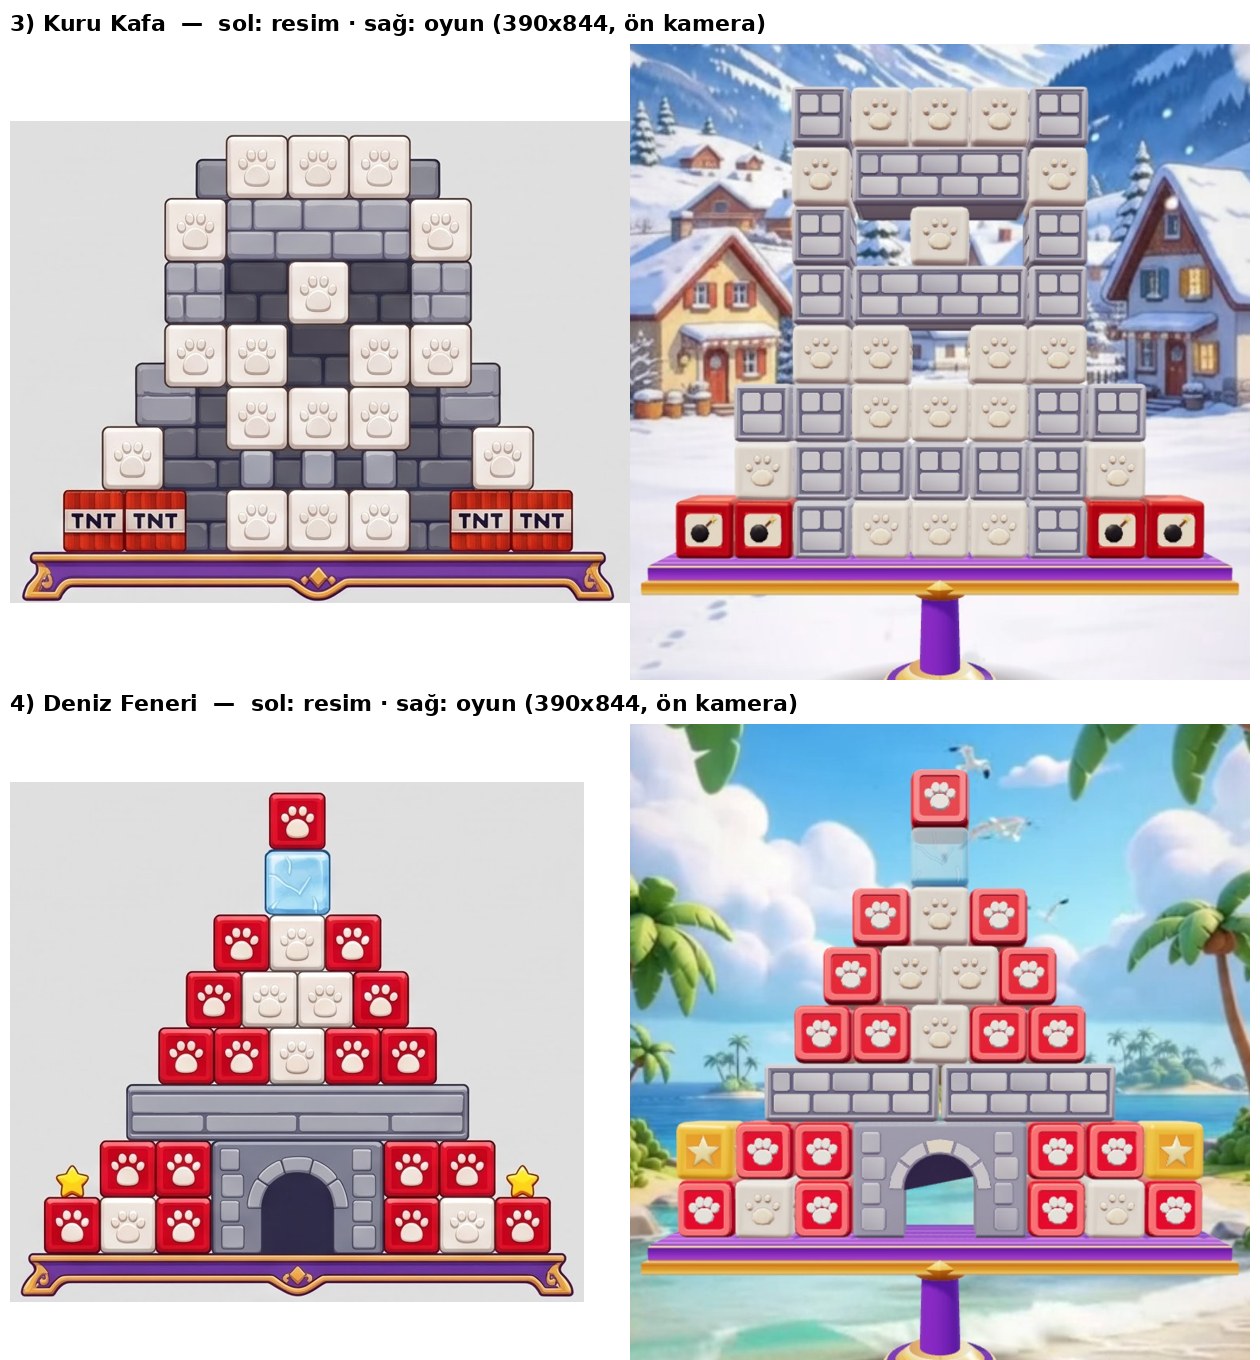 3) Kuru Kafa — sol: resim · sağ: oyun (390x844, ön kamera)
TNT TNT TNT TNT
4) Deniz Feneri — sol: resim · sağ: oyun (390x844, ön kamera)